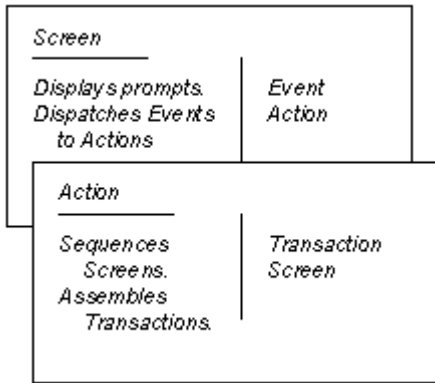 Screen
Displays prompts.
Dispatches Events
to Actions
Event
Action
Action
Sequences
Screens.
Assembles
Transactions.
Transaction
Screen